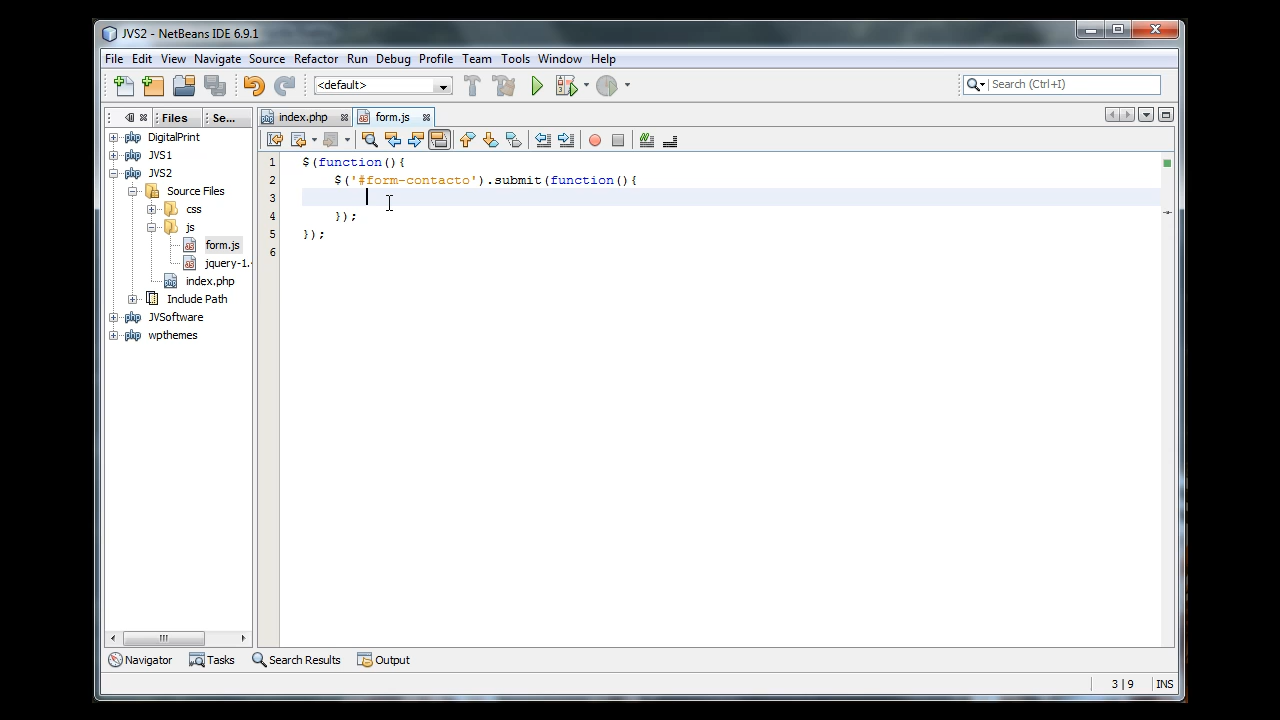 JVS2 - NetBeans IDE 6.9.1
File Edit View Navigate Source Refactor Run Debug Profile Team Tools Window Help
<default>
Search (Ctrl+I)
Files Se...
index.php form.js
DigitalPrint
JVS1
JVS2
Source Files
css
js
form.js
jquery-1.
index.php
Include Path
JVSoftware
wpthemes
1 $(function(){
2 $('#form-contacto').submit(function(){
3
4 });
5 });
6
Navigator Tasks Search Results Output
3 | 9 INS